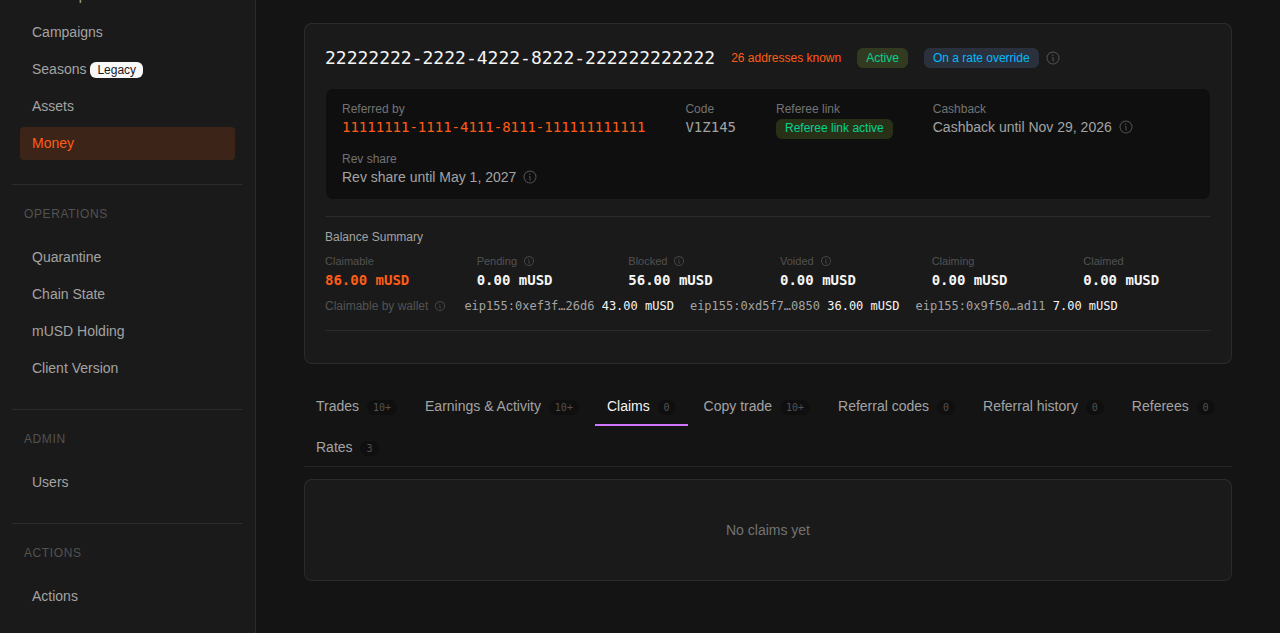 Campaigns
Seasons Legacy
Assets
Money
OPERATIONS
Quarantine
Chain State
mUSD Holding
Client Version
ADMIN
Users
ACTIONS
Actions
22222222-2222-4222-8222-222222222222 26 addresses known Active On a rate override
Referred by Code Referee link Cashback
11111111-1111-4111-8111-111111111111 V1Z145 Referee link active Cashback until Nov 29, 2026
Rev share
Rev share until May 1, 2027
Balance Summary
Claimable Pending Blocked Voided Claiming Claimed
86.00 mUSD 0.00 mUSD 56.00 mUSD 0.00 mUSD 0.00 mUSD 0.00 mUSD
Claimable by wallet eip155:0xef3f…26d6 43.00 mUSD eip155:0xd5f7…0850 36.00 mUSD eip155:0x9f50…ad11 7.00 mUSD
Trades 10+ Earnings & Activity 10+ Claims 0 Copy trade 10+ Referral codes 0 Referral history 0 Referees 0
Rates 3
No claims yet